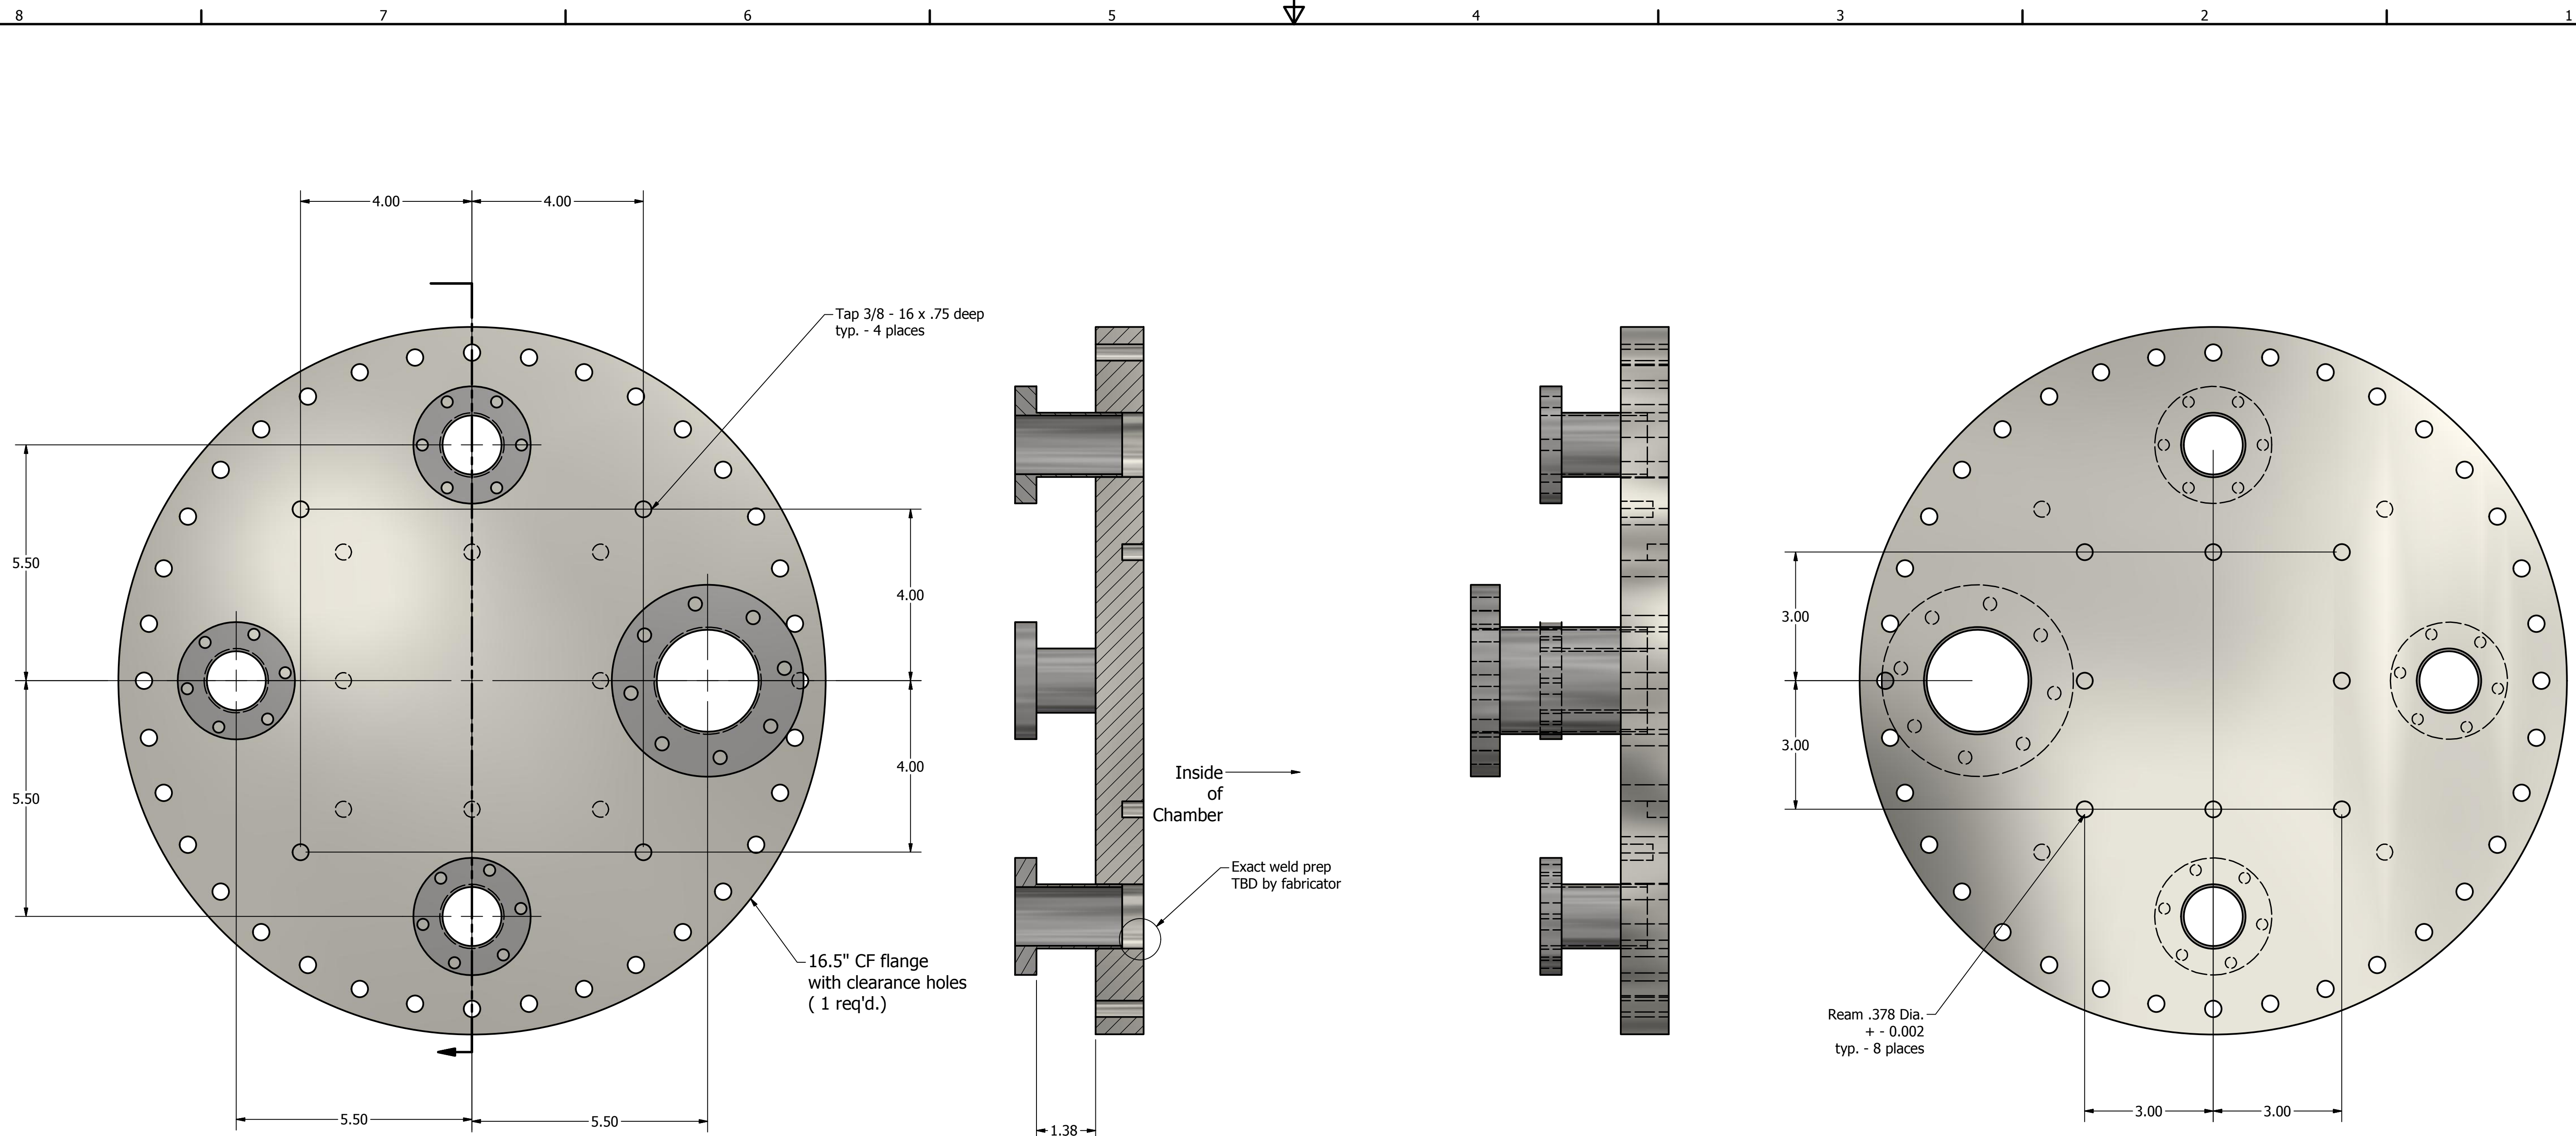 8 7 6 5 4 3 2 1
4.00 4.00
Tap 3/8 - 16 x .75 deep
typ. - 4 places
5.50
5.50
4.00
4.00
5.50 5.50
16.5" CF flange
with clearance holes
( 1 req'd.)
Inside
of
Chamber
Exact weld prep
TBD by fabricator
1.38
3.00
3.00
Ream .378 Dia.
+ - 0.002
typ. - 8 places
3.00 3.00